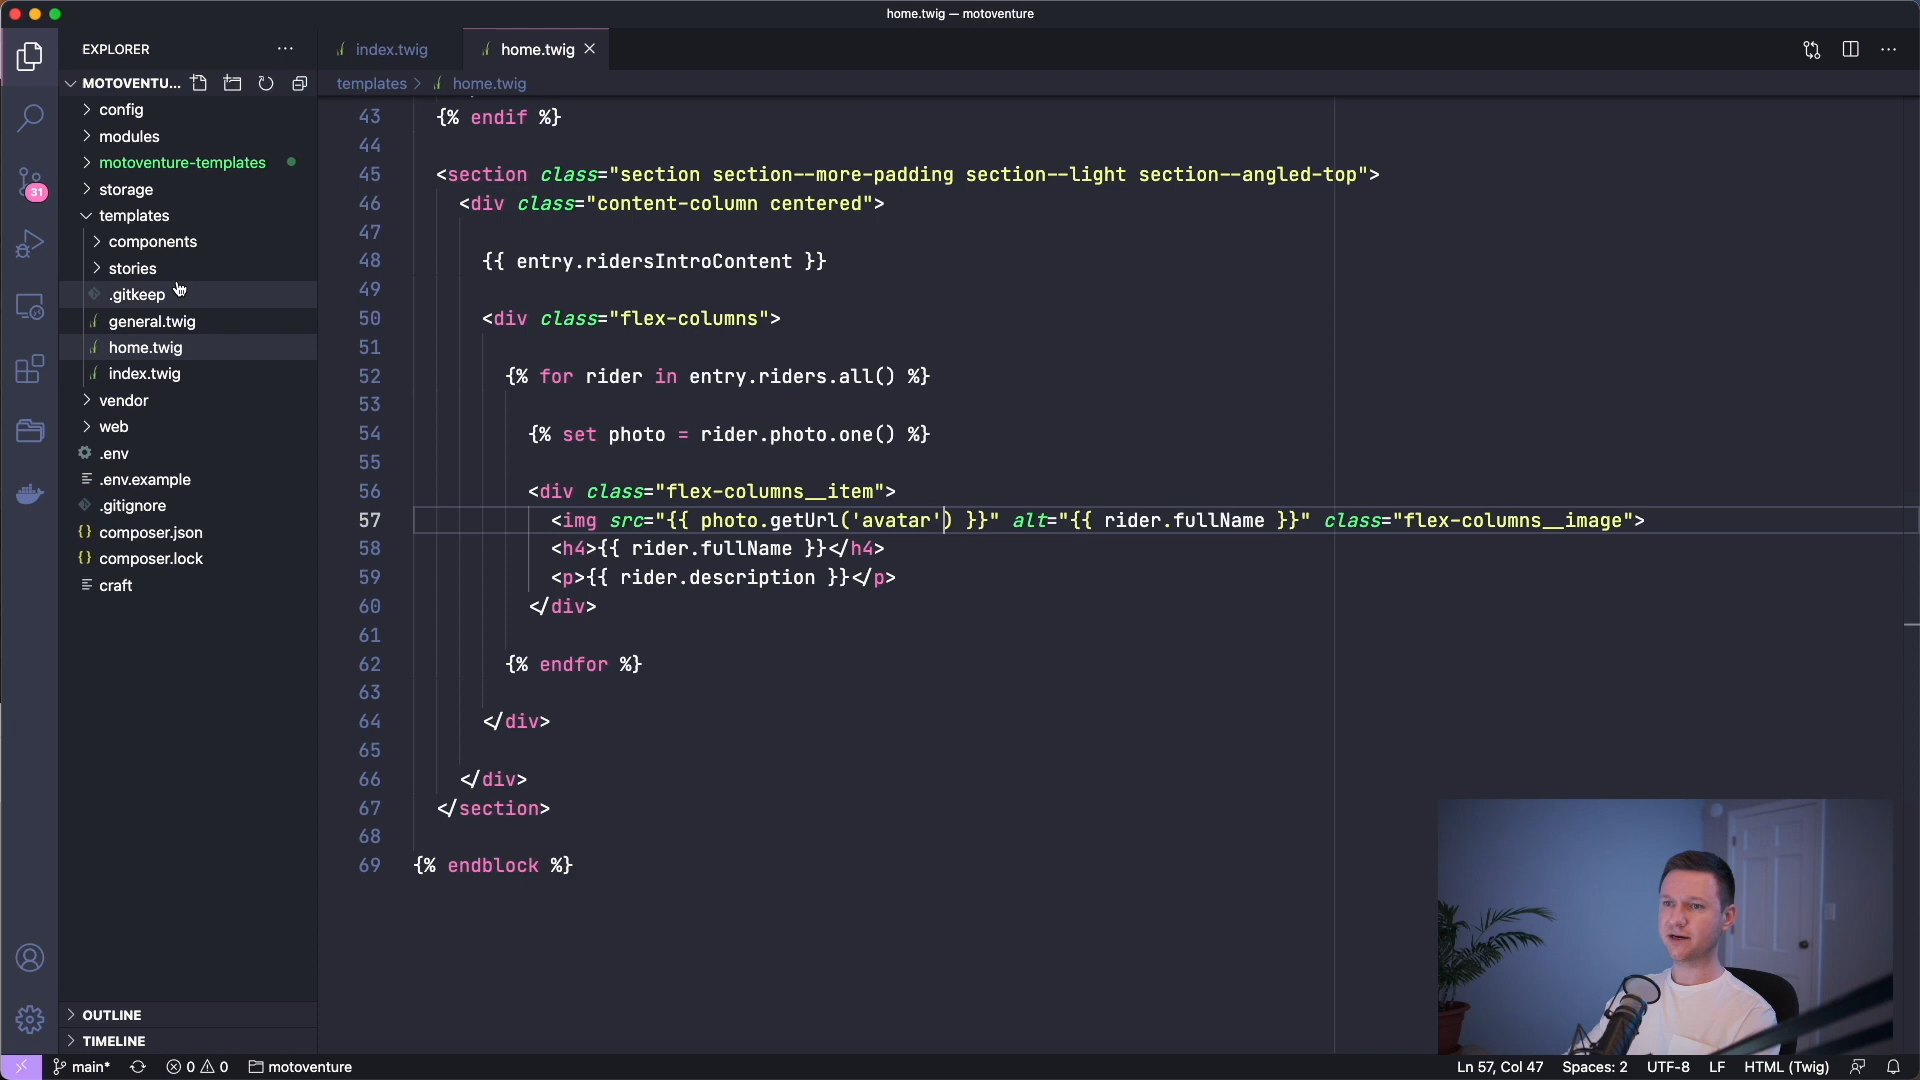 home.twig — motoventure
EXPLORER
index.twig
home.twig
MOTOVENTU...
templates > home.twig
config
modules
motoventure-templates
storage
templates
components
stories
.gitkeep
general.twig
home.twig
index.twig
vendor
web
.env
.env.example
.gitignore
composer.json
composer.lock
craft
31
43 {% endif %}
44
45 <section class="section section--more-padding section--light section--angled-top">
46 <div class="content-column centered">
47
48 {{ entry.ridersIntroContent }}
49
50 <div class="flex-columns">
51
52 {% for rider in entry.riders.all() %}
53
54 {% set photo = rider.photo.one() %}
55
56 <div class="flex-columns__item">
57 <img src="{{ photo.getUrl('avatar') }}" alt="{{ rider.fullName }}" class="flex-columns__image">
58 <h4>{{ rider.fullName }}</h4>
59 <p>{{ rider.description }}</p>
60 </div>
61
62 {% endfor %}
63
64 </div>
65
66 </div>
67 </section>
68
69 {% endblock %}
OUTLINE
TIMELINE
main* 0 0 motoventure Ln 57, Col 47 Spaces: 2 UTF-8 LF HTML (Twig)